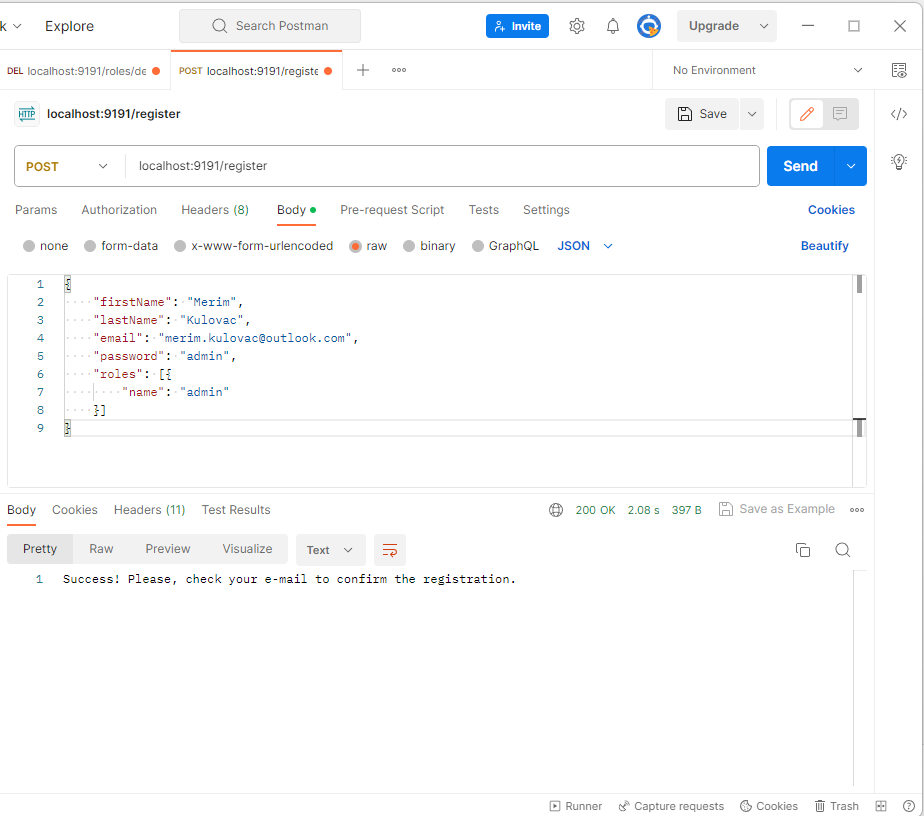 k Explore Search Postman Invite Upgrade
DEL localhost:9191/roles/de POST localhost:9191/registe No Environment
HTTP localhost:9191/register Save
POST localhost:9191/register Send
Params Authorization Headers (8) Body Pre-request Script Tests Settings Cookies
none form-data x-www-form-urlencoded raw binary GraphQL JSON Beautify
1 {
2 "firstName": "Merim",
3 "lastName": "Kulovac",
4 "email": "merim.kulovac@outlook.com",
5 "password": "admin",
6 "roles": [{
7 "name": "admin"
8 }]
9 }
Body Cookies Headers (11) Test Results 200 OK 2.08 s 397 B Save as Example
Pretty Raw Preview Visualize Text
1 Success! Please, check your e-mail to confirm the registration.
Runner Capture requests Cookies Trash